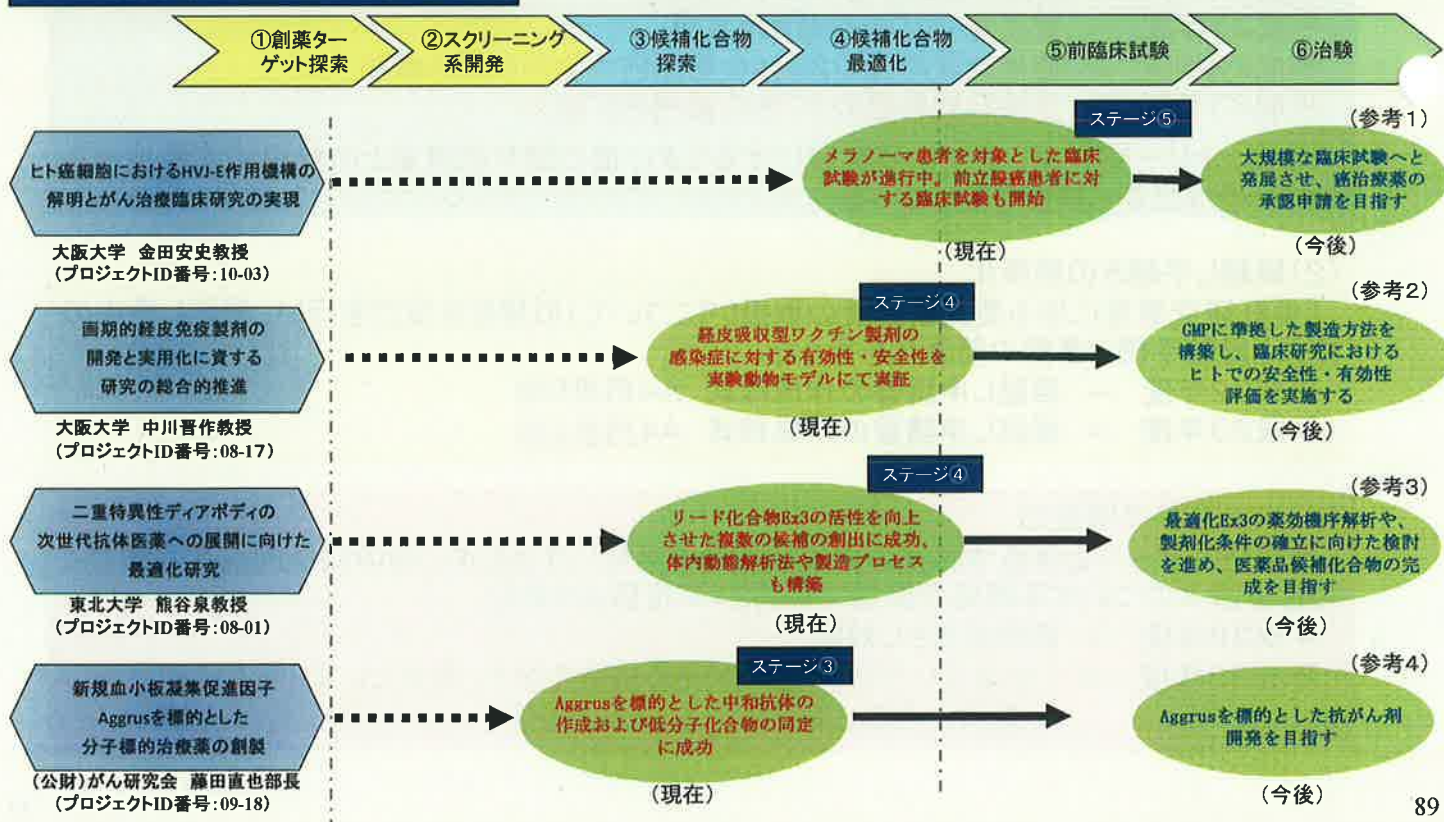 ①創薬ター
ゲット探索
②スクリーニング
系開発
③候補化合物
探索
④候補化合物
最適化
⑤前臨床試験
⑥治験
ヒト癌細胞におけるHVJ-E作用機構の
解明とがん治療臨床研究の実現
大阪大学 金田安史教授
(プロジェクトID番号:10-03)
ステージ⑤
メラノーマ患者を対象とした臨床
試験が進行中。前立腺癌患者に対
する臨床試験も開始
(現在)
(参考1)
大規模な臨床試験へと
発展させ、癌治療薬の
承認申請を目指す
(今後)
画期的経皮免疫製剤の
開発と実用化に資する
研究の総合的推進
大阪大学 中川晋作教授
(プロジェクトID番号:08-17)
ステージ④
経皮吸収型ワクチン製剤の
感染症に対する有効性・安全性を
実験動物モデルにて実証
(現在)
(参考2)
GMPに準拠した製造方法を
構築し、臨床研究における
ヒトでの安全性・有効性
評価を実施する
(今後)
二重特異性ディアボディの
次世代抗体医薬への展開に向けた
最適化研究
東北大学 熊谷泉教授
(プロジェクトID番号:08-01)
ステージ④
リード化合物Ex3の活性を向上
させた複数の候補の創出に成功、
体内動態解析法や製造プロセス
も構築
(現在)
(参考3)
最適化Ex3の薬効機序解析や、
製剤化条件の確立に向けた検討
を進め、医薬品候補化合物の完
成を目指す
(今後)
新規血小板凝集促進因子
Aggrusを標的とした
分子標的治療薬の創製
(公財)がん研究会 藤田直也部長
(プロジェクトID番号:09-18)
ステージ③
Aggrusを標的とした中和抗体の
作成および低分子化合物の同定
に成功
(現在)
(参考4)
Aggrusを標的とした抗がん剤
開発を目指す
(今後)
89